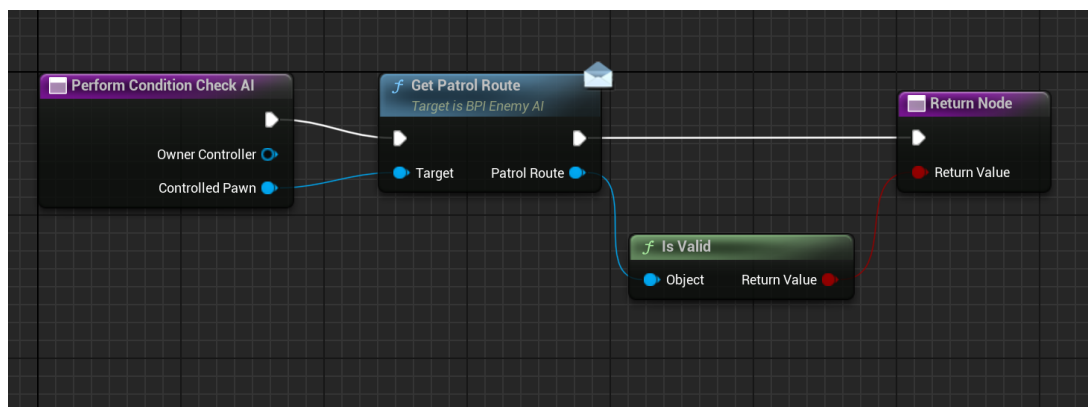 Perform Condition Check AI
Owner Controller
Controlled Pawn
f Get Patrol Route
Target is BPI Enemy AI
Target
Patrol Route
f Is Valid
Object
Return Value
Return Node
Return Value